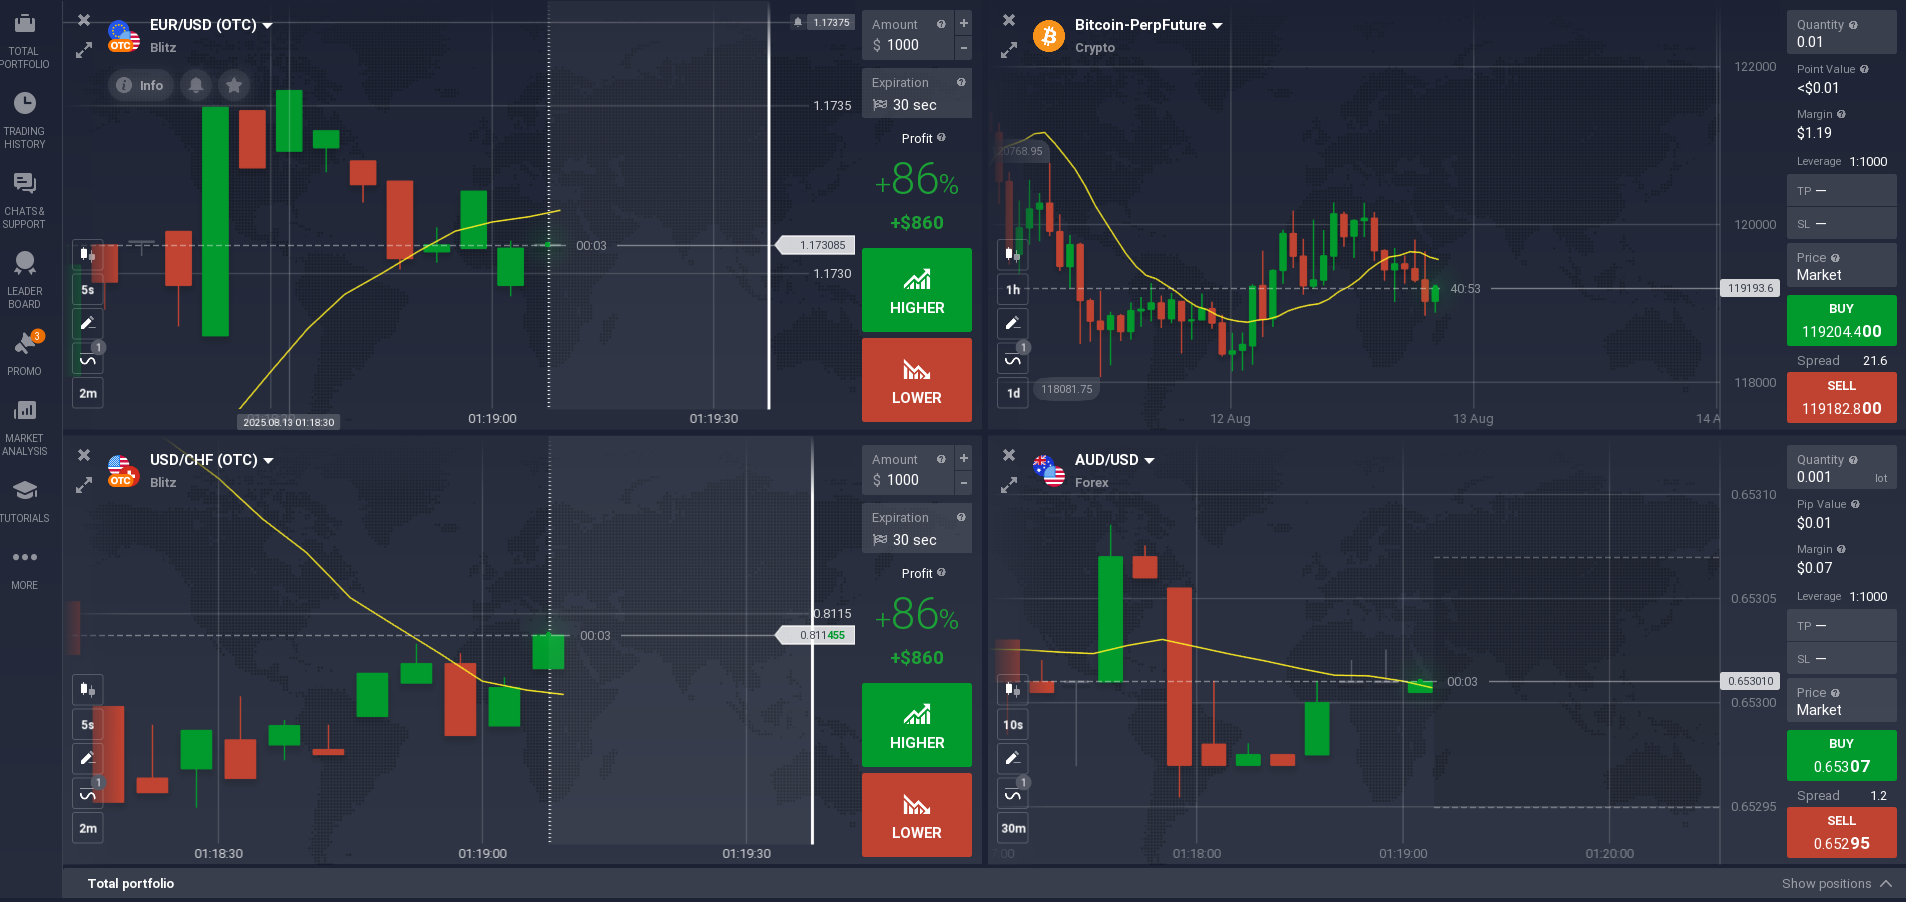 TOTAL
PORTFOLIO
TRADING
HISTORY
CHATS &
SUPPORT
LEADER
BOARD
3
PROMO
MARKET
ANALYSIS
TUTORIALS
MORE
EUR/USD (OTC)
OTC
Blitz
Info
1.17375
1.1735
00:03
1.173085
1.1730
5s
1
2m
2025.08.13 01:18:30
01:19:00
01:19:30
Amount
$ 1000
+
-
Expiration
30 sec
Profit
+86%
+$860
HIGHER
LOWER
Bitcoin-PerpFuture
Crypto
122000
20768.95
120000
40:53
119193.6
118081.75
118000
1h
1
1d
12 Aug
13 Aug
14 A
Quantity
0.01
Point Value
<$0.01
Margin
$1.19
Leverage 1:1000
TP —
SL —
Price
Market
BUY
119204.400
Spread 21.6
SELL
119182.800
USD/CHF (OTC)
OTC
Blitz
0.8115
00:03
0.811455
5s
1
2m
01:18:30
01:19:00
01:19:30
Amount
$ 1000
+
-
Expiration
30 sec
Profit
+86%
+$860
HIGHER
LOWER
AUD/USD
Forex
0.65310
0.65305
00:03
0.653010
0.65300
0.65295
10s
1
30m
:00
01:18:00
01:19:00
01:20:00
Quantity
0.001 lot
Pip Value
$0.01
Margin
$0.07
Leverage 1:1000
TP —
SL —
Price
Market
BUY
0.65307
Spread 1.2
SELL
0.65295
Total portfolio
Show positions